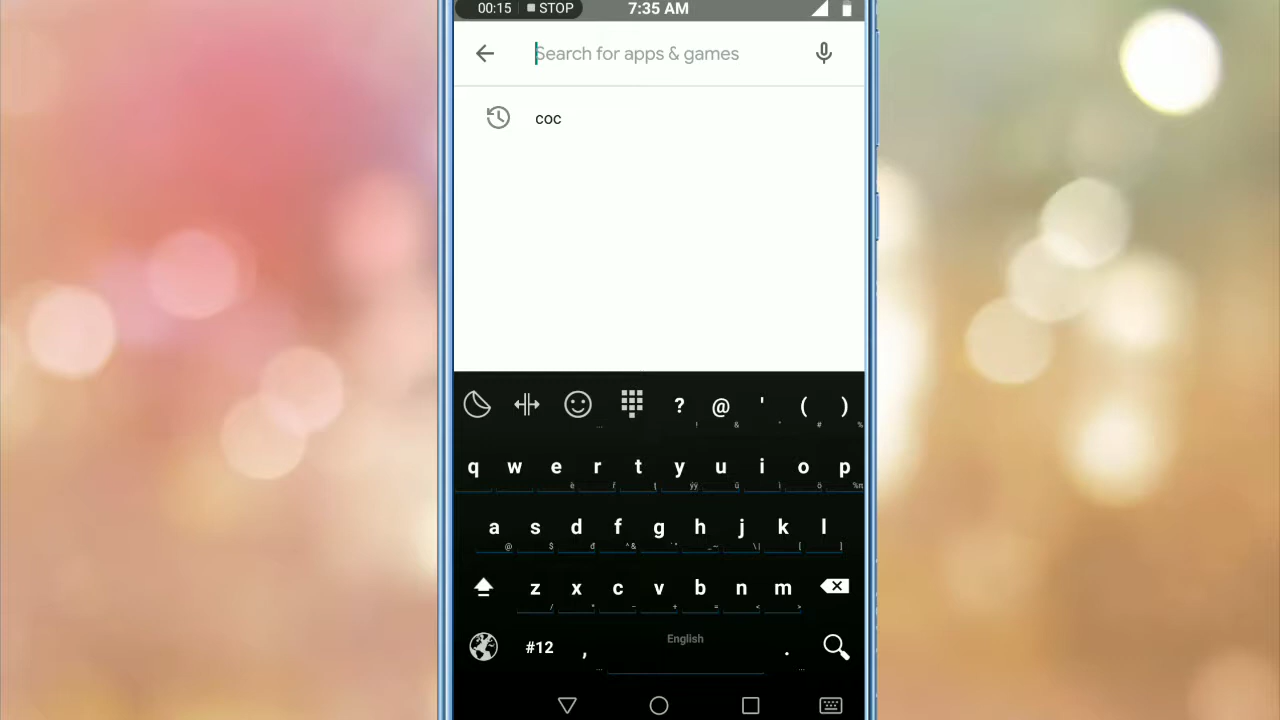 00:15 STOP 7:35 AM
Search for apps & games
coc
? @ ' ( )
q w e r t y u i o p
a s d f g h j k l
z x c v b n m
English
#12 , .